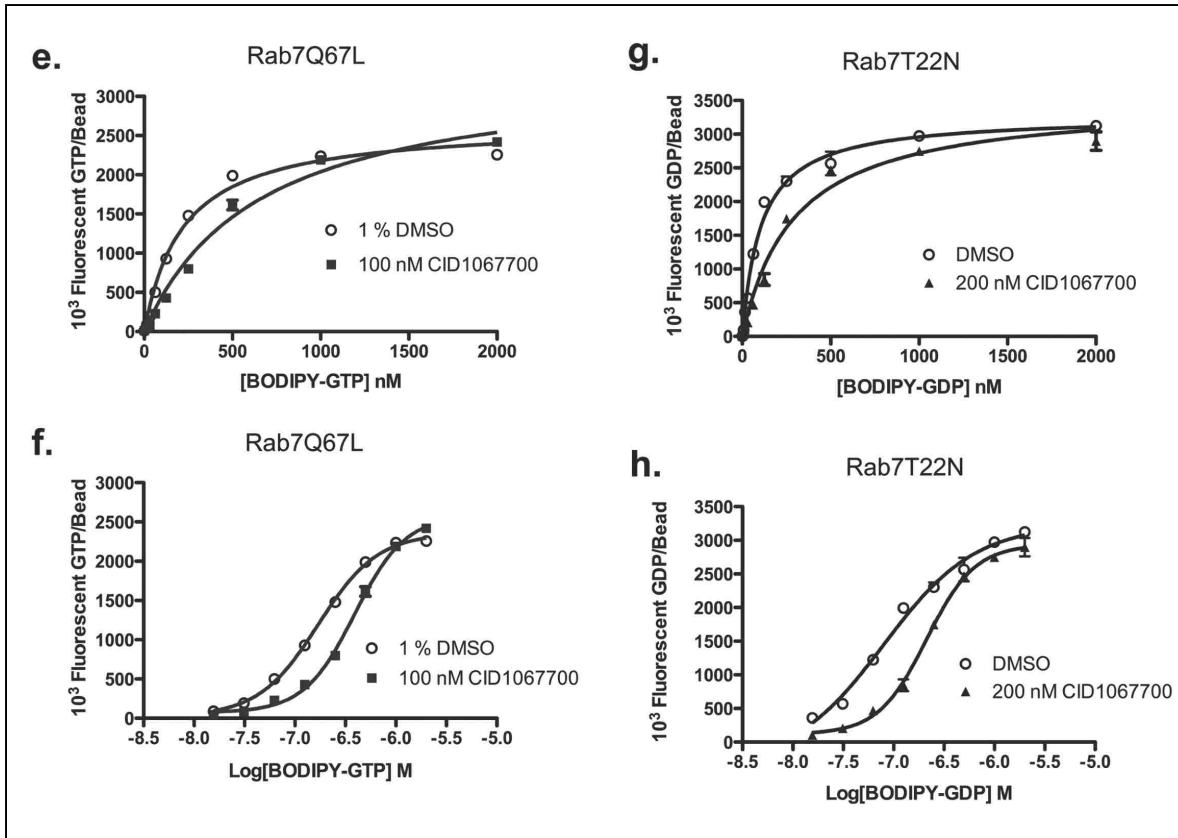 e.
Rab7Q67L
10³ Fluorescent GTP/Bead
3000
2500
2000
1500
1000
500
0
1 % DMSO
100 nM CID1067700
0 500 1000 1500 2000
[BODIPY-GTP] nM
g.
Rab7T22N
10³ Fluorescent GDP/Bead
3500
3000
2500
2000
1500
1000
500
0
DMSO
200 nM CID1067700
0 500 1000 1500 2000
[BODIPY-GDP] nM
f.
Rab7Q67L
10³ Fluorescent GTP/Bead
3000
2500
2000
1500
1000
500
0
1 % DMSO
100 nM CID1067700
-8.5 -8.0 -7.5 -7.0 -6.5 -6.0 -5.5 -5.0
Log[BODIPY-GTP] M
h.
Rab7T22N
10³ Fluorescent GDP/Bead
3500
3000
2500
2000
1500
1000
500
0
DMSO
200 nM CID1067700
-8.5 -8.0 -7.5 -7.0 -6.5 -6.0 -5.5 -5.0
Log[BODIPY-GDP] M